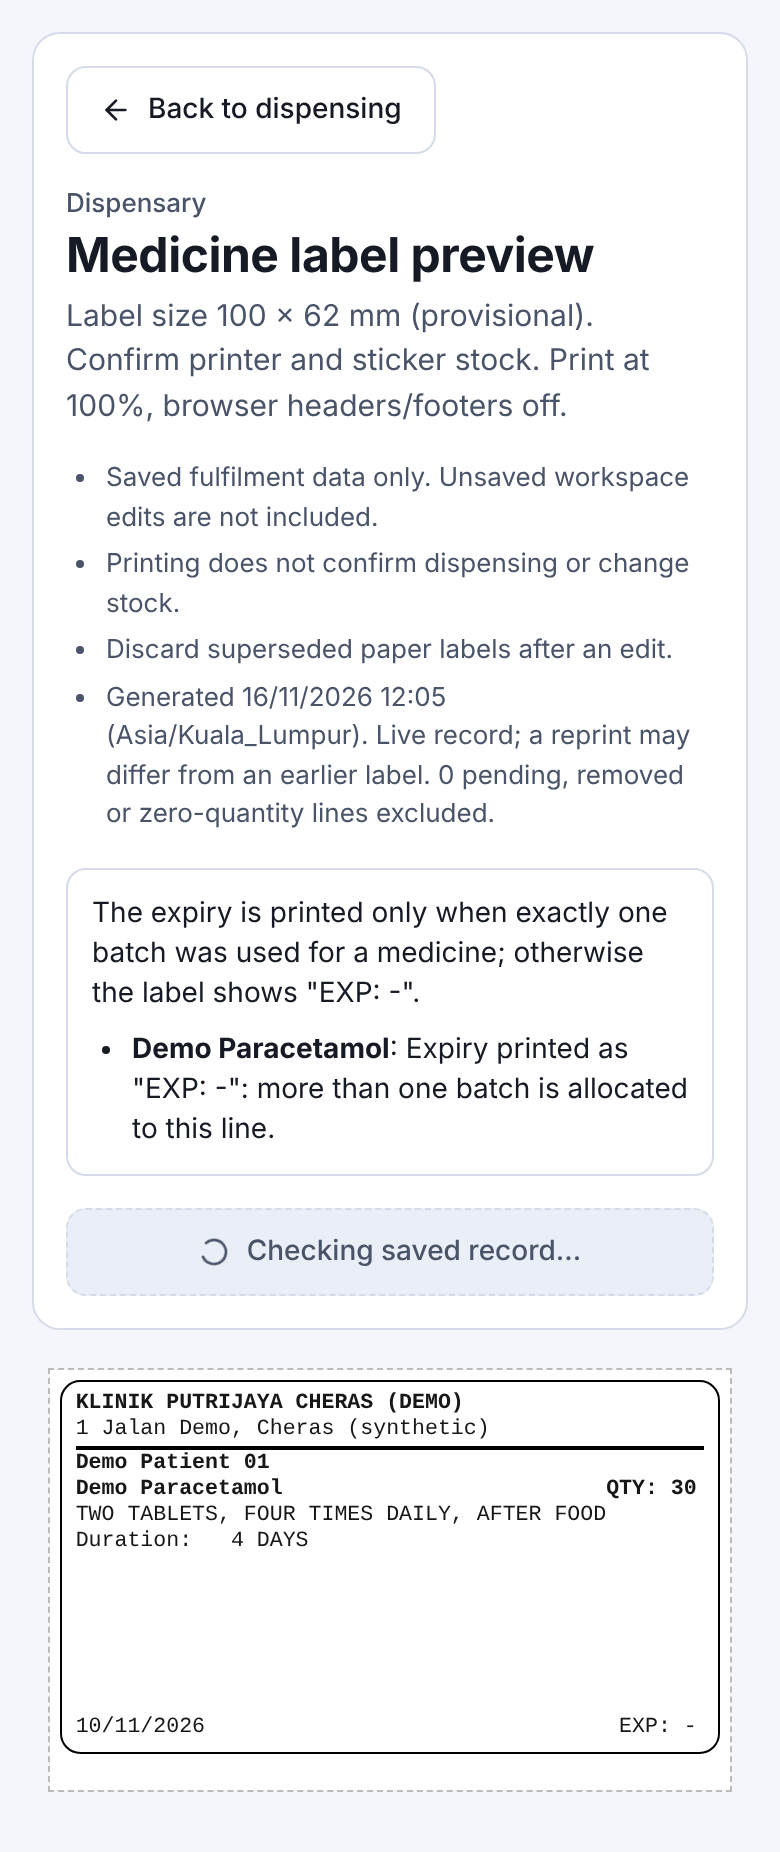 Back to dispensing
Dispensary
Medicine label preview
Label size 100 × 62 mm (provisional).
Confirm printer and sticker stock. Print at
100%, browser headers/footers off.
• Saved fulfilment data only. Unsaved workspace
edits are not included.
• Printing does not confirm dispensing or change
stock.
• Discard superseded paper labels after an edit.
• Generated 16/11/2026 12:05
(Asia/Kuala_Lumpur). Live record; a reprint may
differ from an earlier label. 0 pending, removed
or zero-quantity lines excluded.
The expiry is printed only when exactly one
batch was used for a medicine; otherwise
the label shows "EXP: -".
• Demo Paracetamol: Expiry printed as
"EXP: -": more than one batch is allocated
to this line.
Checking saved record...
KLINIK PUTRIJAYA CHERAS (DEMO)
1 Jalan Demo, Cheras (synthetic)
Demo Patient 01
Demo Paracetamol QTY: 30
TWO TABLETS, FOUR TIMES DAILY, AFTER FOOD
Duration: 4 DAYS
10/11/2026 EXP: -